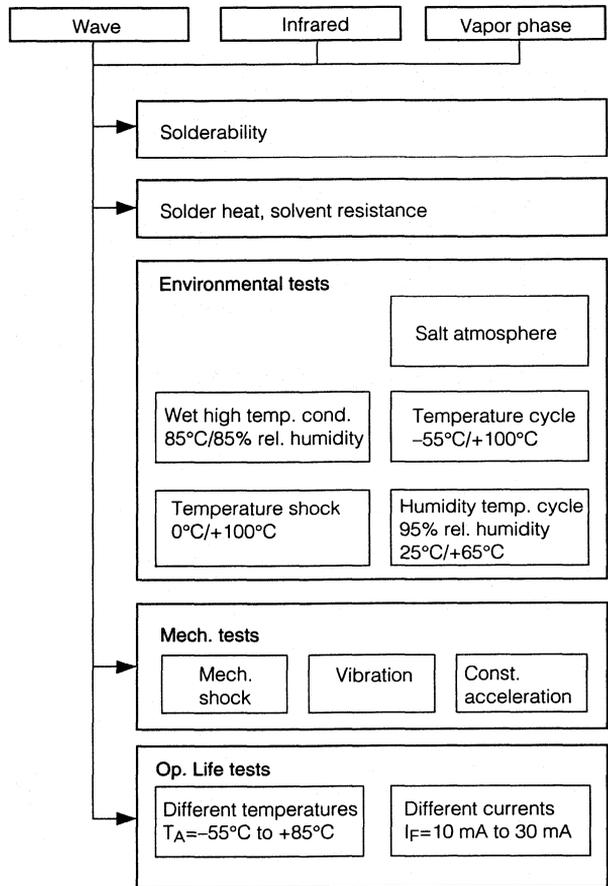 Wave
Infrared
Vapor phase
Solderability
Solder heat, solvent resistance
Environmental tests
Salt atmosphere
Wet high temp. cond.
85°C/85% rel. humidity
Temperature cycle
–55°C/+100°C
Temperature shock
0°C/+100°C
Humidity temp. cycle
95% rel. humidity
25°C/+65°C
Mech. tests
Mech.
shock
Vibration
Const.
acceleration
Op. Life tests
Different temperatures
TA=–55°C to +85°C
Different currents
IF=10 mA to 30 mA